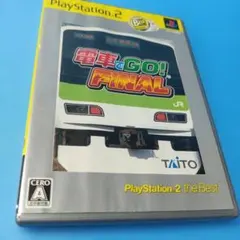 PlayStation 2
電車でGO!
FINAL
JR
TAITO
CERO
A
PlayStation 2 the Best